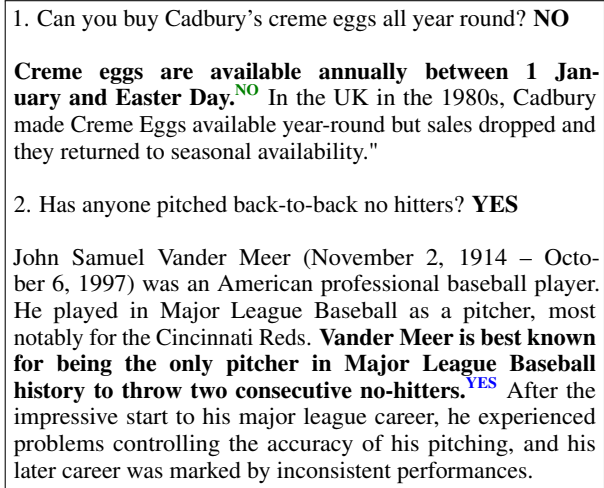 1. Can you buy Cadbury's creme eggs all year round? NO
Creme eggs are available annually between 1 Jan-
uary and Easter Day.NO In the UK in the 1980s, Cadbury
made Creme Eggs available year-round but sales dropped and
they returned to seasonal availability."
2. Has anyone pitched back-to-back no hitters? YES
John Samuel Vander Meer (November 2, 1914 – Octo-
ber 6, 1997) was an American professional baseball player.
He played in Major League Baseball as a pitcher, most
notably for the Cincinnati Reds. Vander Meer is best known
for being the only pitcher in Major League Baseball
history to throw two consecutive no-hitters.YES After the
impressive start to his major league career, he experienced
problems controlling the accuracy of his pitching, and his
later career was marked by inconsistent performances.